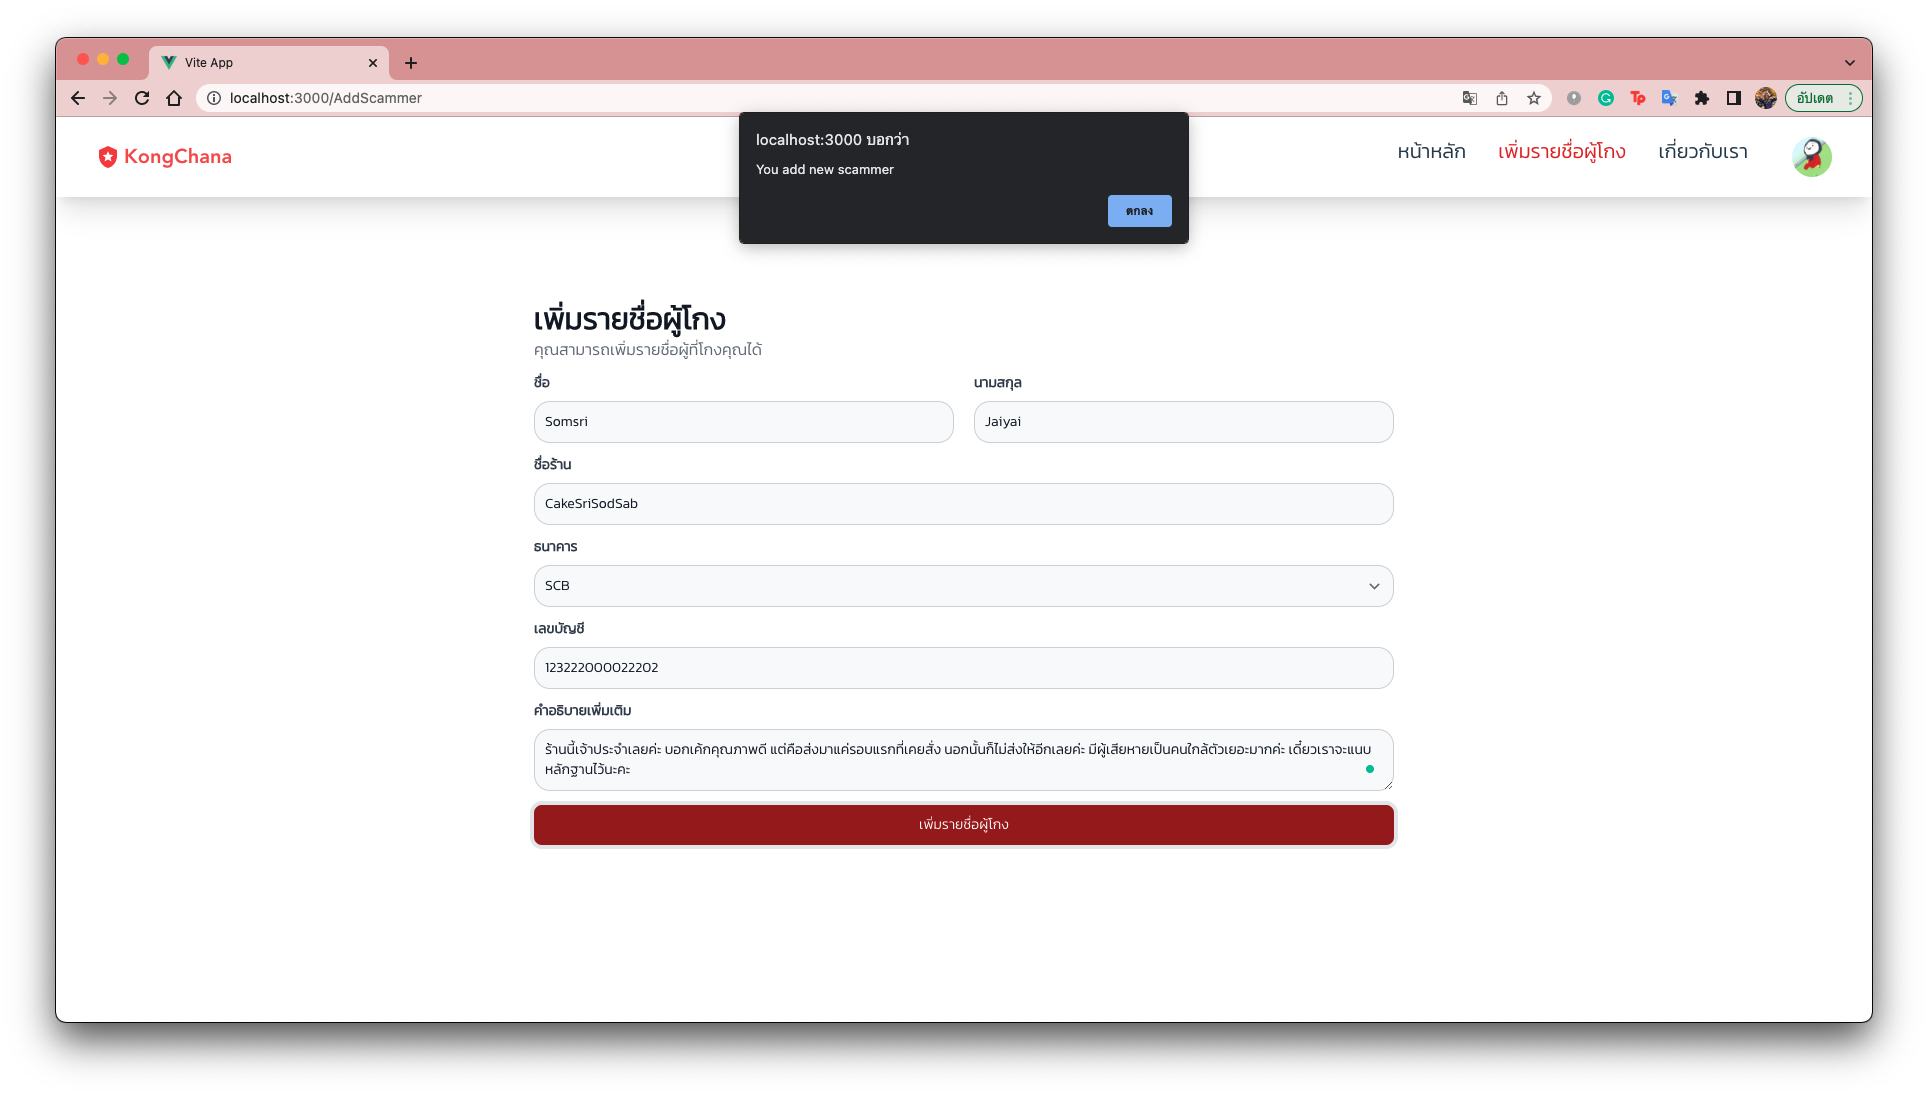 Vite App
localhost:3000/AddScammer
อัปเดต
localhost:3000 บอกว่า
You add new scammer
ตกลง
KongChana
หน้าหลัก เพิ่มรายชื่อผู้โกง เกี่ยวกับเรา
เพิ่มรายชื่อผู้โกง
คุณสามารถเพิ่มรายชื่อผู้ที่โกงคุณได้
ชื่อ นามสกุล
Somsri Jaiyai
ชื่อร้าน
CakeSriSodSab
ธนาคาร
SCB
เลขบัญชี
123222000022202
คำอธิบายเพิ่มเติม
ร้านนี้เจ้าประจำเลยค่ะ บอกเค้กคุณภาพดี แต่คือส่งมาแค่รอบแรกที่เคยสั่ง นอกนั้นก็ไม่ส่งให้อีกเลยค่ะ มีผู้เสียหายเป็นคนใกล้ตัวเยอะมากค่ะ เดี๋ยวเราจะแนบ
หลักฐานไว้นะคะ
เพิ่มรายชื่อผู้โกง